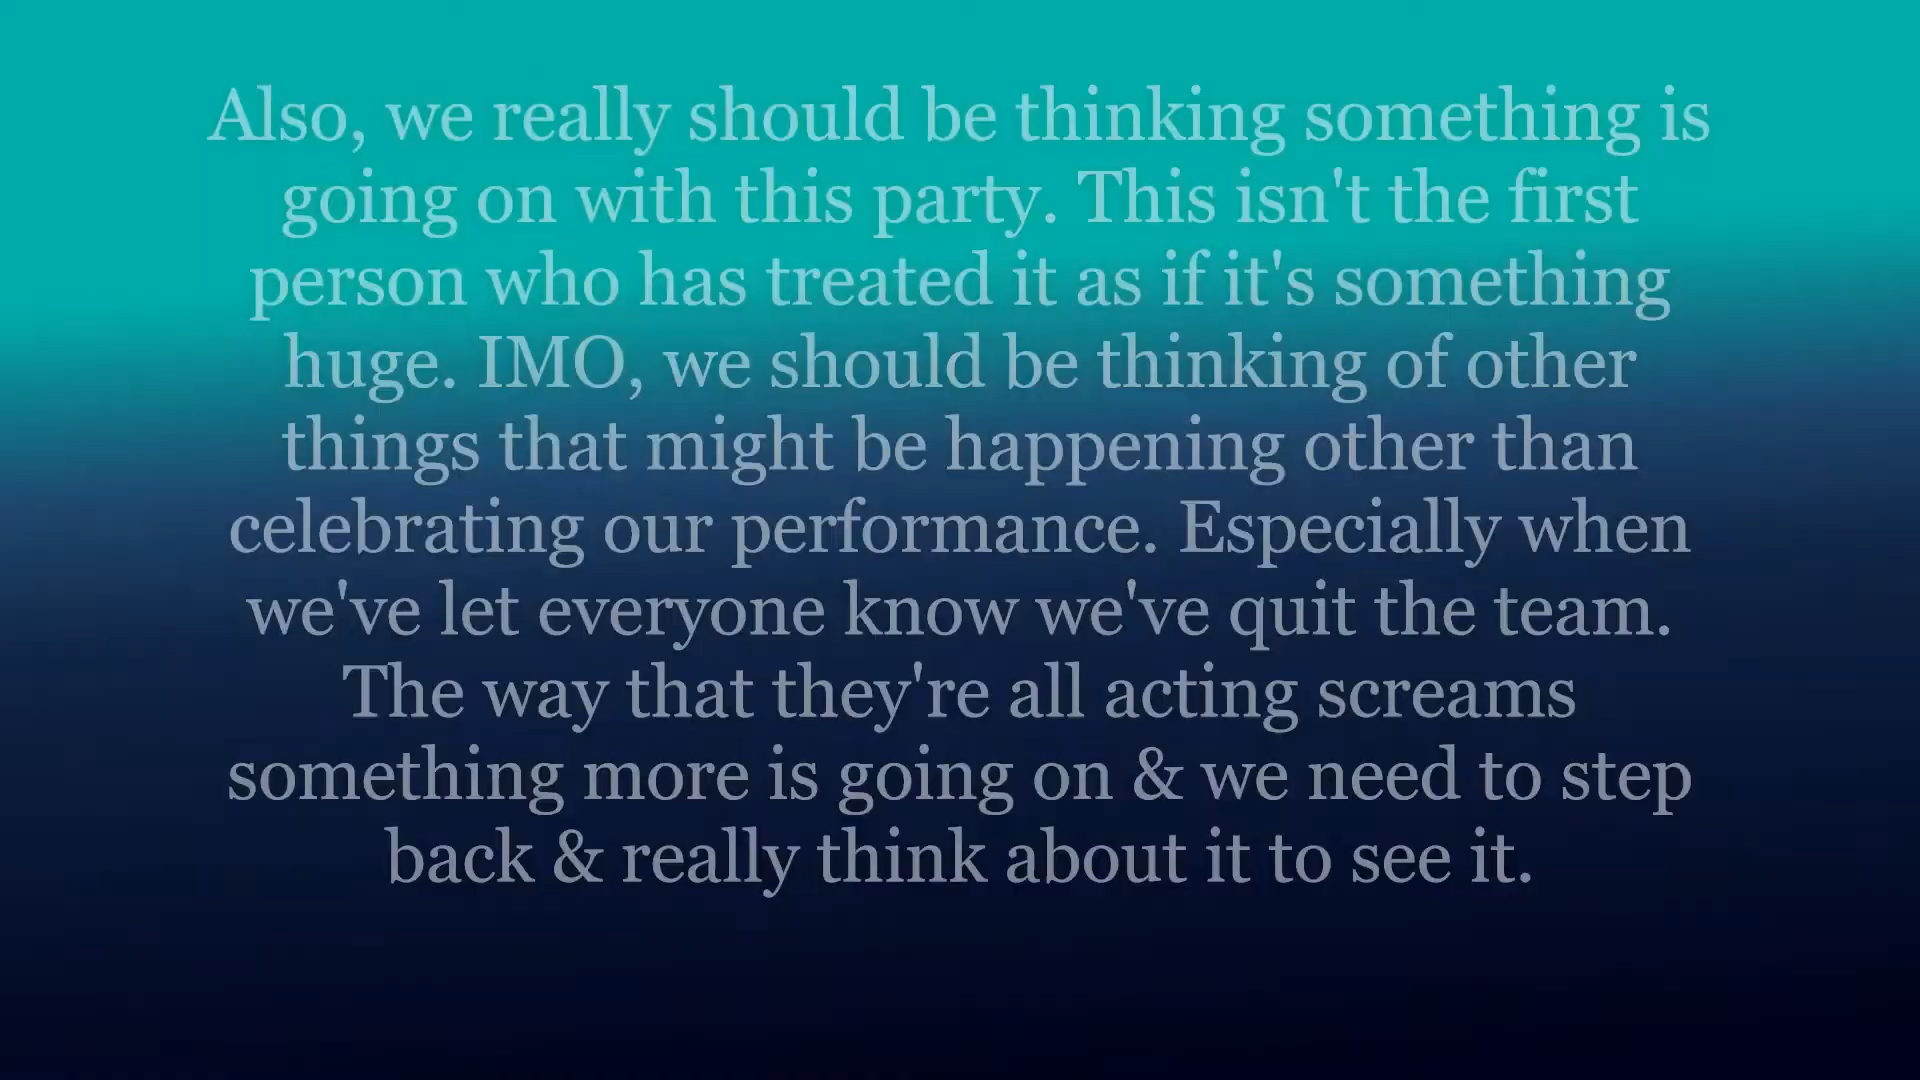 Also, we really should be thinking something is
going on with this party. This isn't the first
person who has treated it as if it's something
huge. IMO, we should be thinking of other
things that might be happening other than
celebrating our performance. Especially when
we've let everyone know we've quit the team.
The way that they're all acting screams
something more is going on & we need to step
back & really think about it to see it.